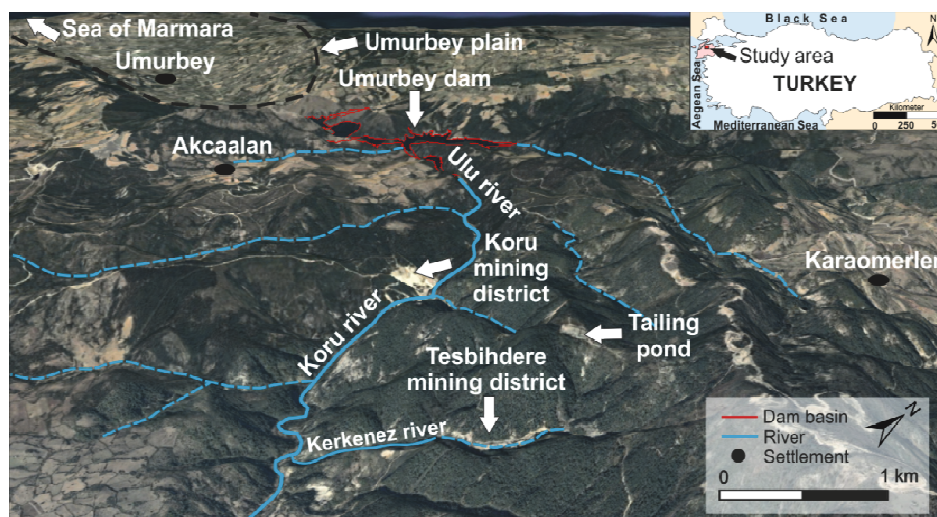 Sea of Marmara
Umurbey
Umurbey plain
Umurbey dam
Akcaalan
Ulu river
Koru
mining
district
Karaomerler
Koru river
Tailing
pond
Tesbihdere
mining district
Kerkenez river
Black Sea
N
Study area
TURKEY
Aegean Sea
Mediterranean Sea
Kilometer
0 250 500
N
Dam basin
River
Settlement
0 1 km